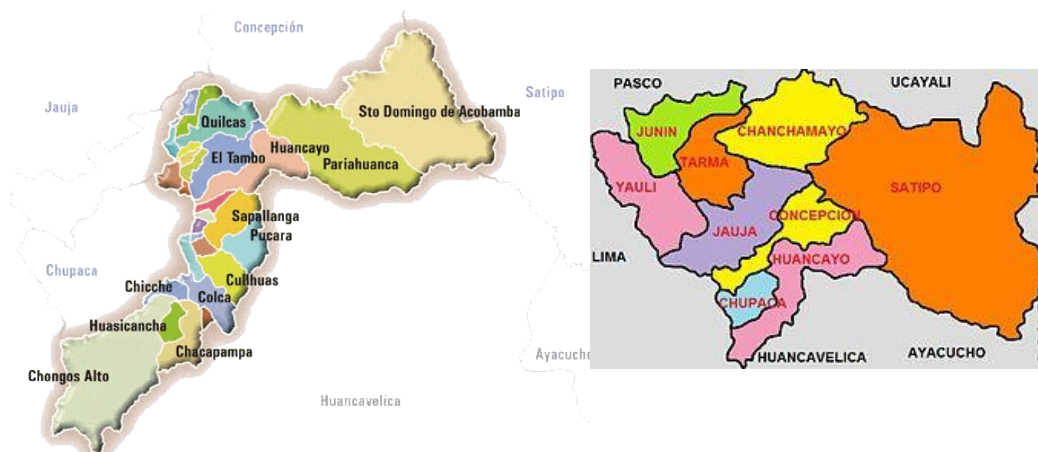 Concepción
Jauja
Satipo
Sto Domingo de Acobamba
Quilcas
El Tambo
Huancayo
Pariahuanca
Sapallanga
Pucara
Chupaca
Cullhuas
Chicche
Colca
Huasicancha
Chacapampa
Chongos Alto
Ayacucho
Huancavelica
PASCO
UCAYALI
JUNIN
CHANCHAMAYO
TARMA
YAULI
SATIPO
CONCEPCION
JAUJA
LIMA
HUANCAYO
CHUPACA
HUANCAVELICA
AYACUCHO